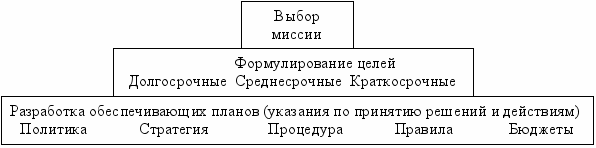 Выбор
миссии
Формулирование целей
Долгосрочные Среднесрочные Краткосрочные
Разработка обеспечивающих планов (указания по принятию решений и действиям)
Политика Стратегия Процедура Правила Бюджеты